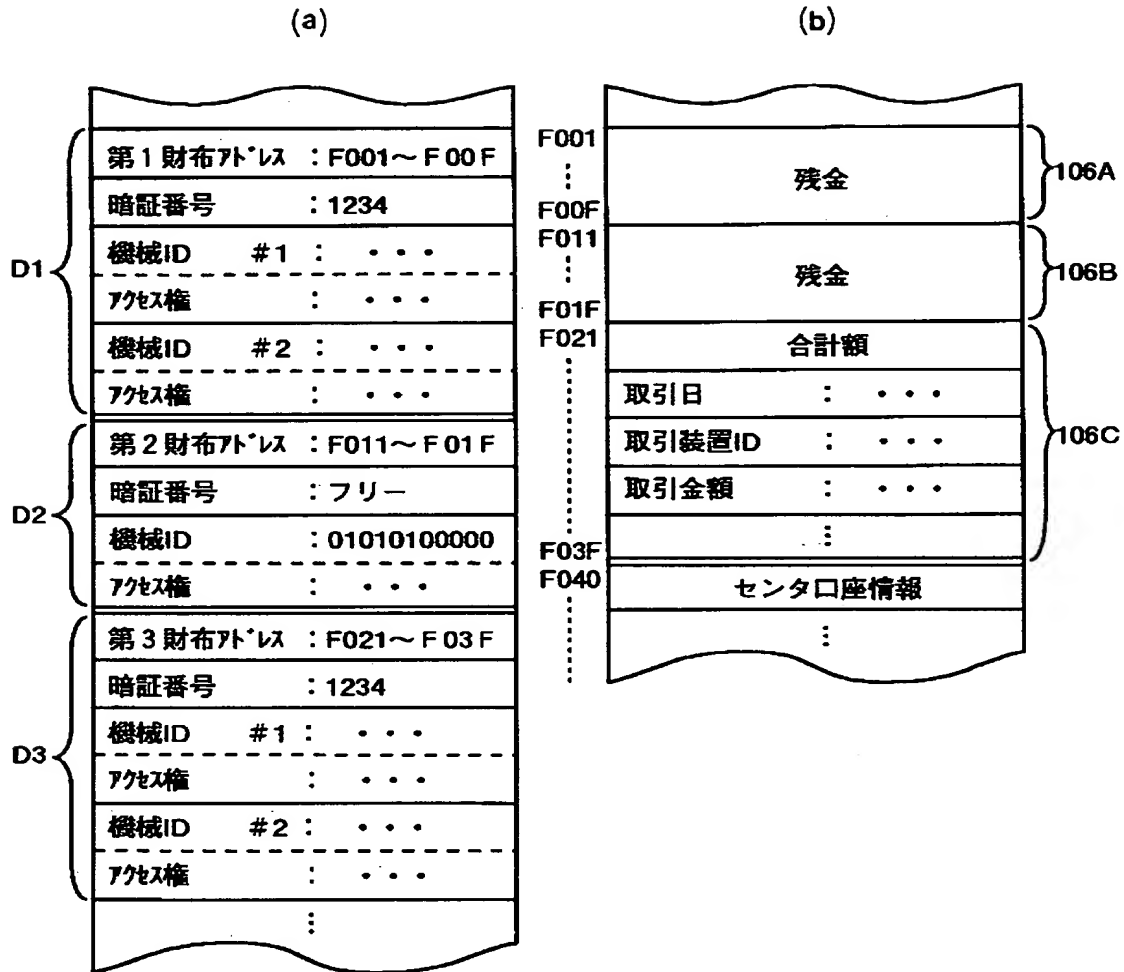 (a)
D1
第1財布アドレス : F001～F00F
暗証番号 : 1234
機械ID #1 : ・・・
アクセス権 : ・・・
機械ID #2 : ・・・
アクセス権 : ・・・
D2
第2財布アドレス : F011～F01F
暗証番号 : フリー
機械ID : 01010100000
アクセス権 : ・・・
D3
第3財布アドレス : F021～F03F
暗証番号 : 1234
機械ID #1 : ・・・
アクセス権 : ・・・
機械ID #2 : ・・・
アクセス権 : ・・・
⋮
(b)
F001
⋮
F00F
残金
106A
F011
⋮
F01F
残金
106B
F021
合計額
取引日 : ・・・
取引装置ID : ・・・
取引金額 : ・・・
⋮
F03F
106C
F040
センタ口座情報
⋮